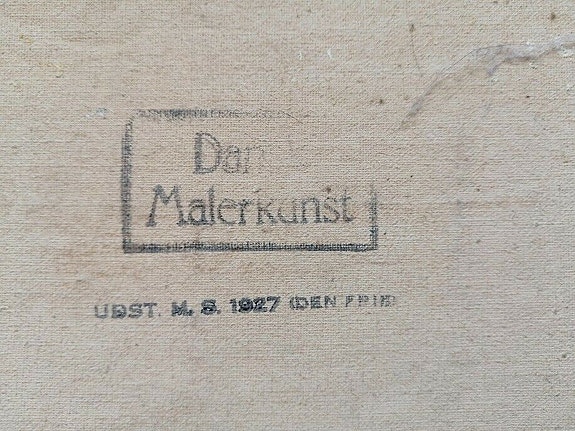 Dan
Malerkunst
UDST. M. S. 1927 (DEN FRIE)